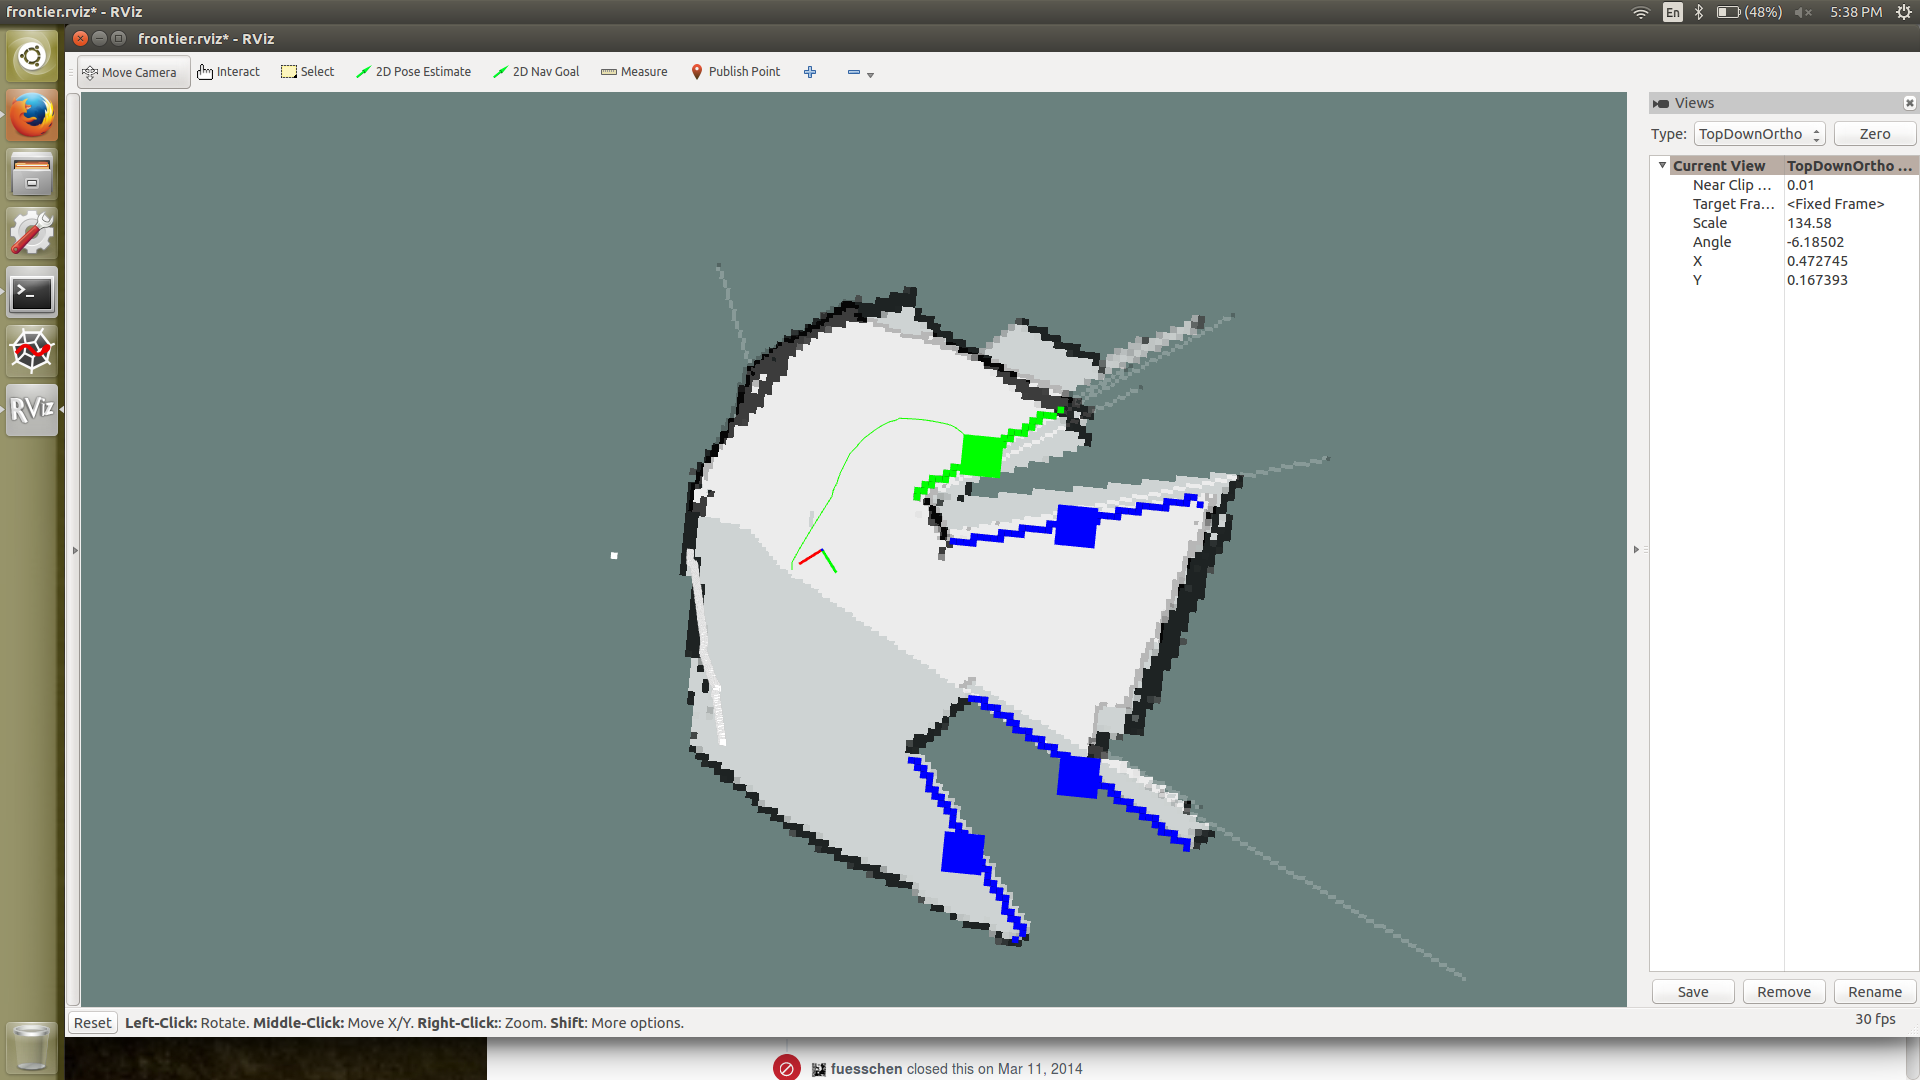 frontier.rviz* - RViz
En
(48%)
5:38 PM
frontier.rviz* - RViz
Move Camera
Interact
Select
2D Pose Estimate
2D Nav Goal
Measure
Publish Point
Views
Type:
TopDownOrtho
Zero
Current View
TopDownOrtho ...
Near Clip ...
0.01
Target Fra...
<Fixed Frame>
Scale
134.58
Angle
-6.18502
X
0.472745
Y
0.167393
RViz
Save
Remove
Rename
Reset
Left-Click: Rotate. Middle-Click: Move X/Y. Right-Click:: Zoom. Shift: More options.
30 fps
fuesschen closed this on Mar 11, 2014